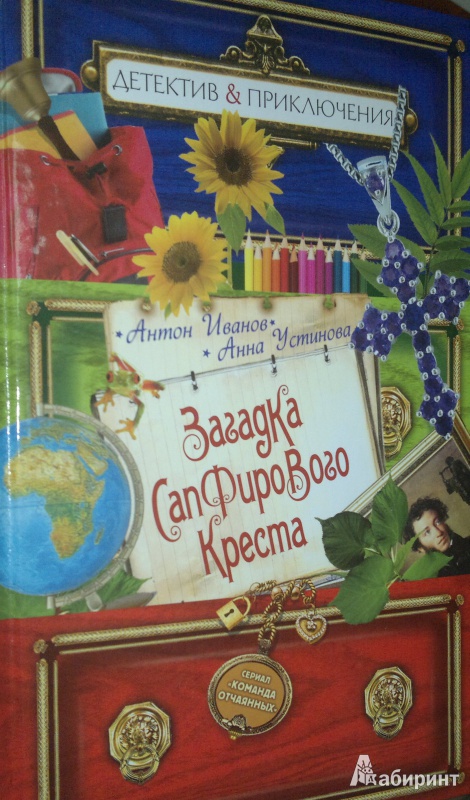 ДЕТЕКТИВ & ПРИКЛЮЧЕНИЯ
Антон Иванов
Анна Устинова
Загадка
Сапфирового
Креста
СЕРИАЛ
«КОМАНДА
ОТЧАЯННЫХ»
Лабиринт